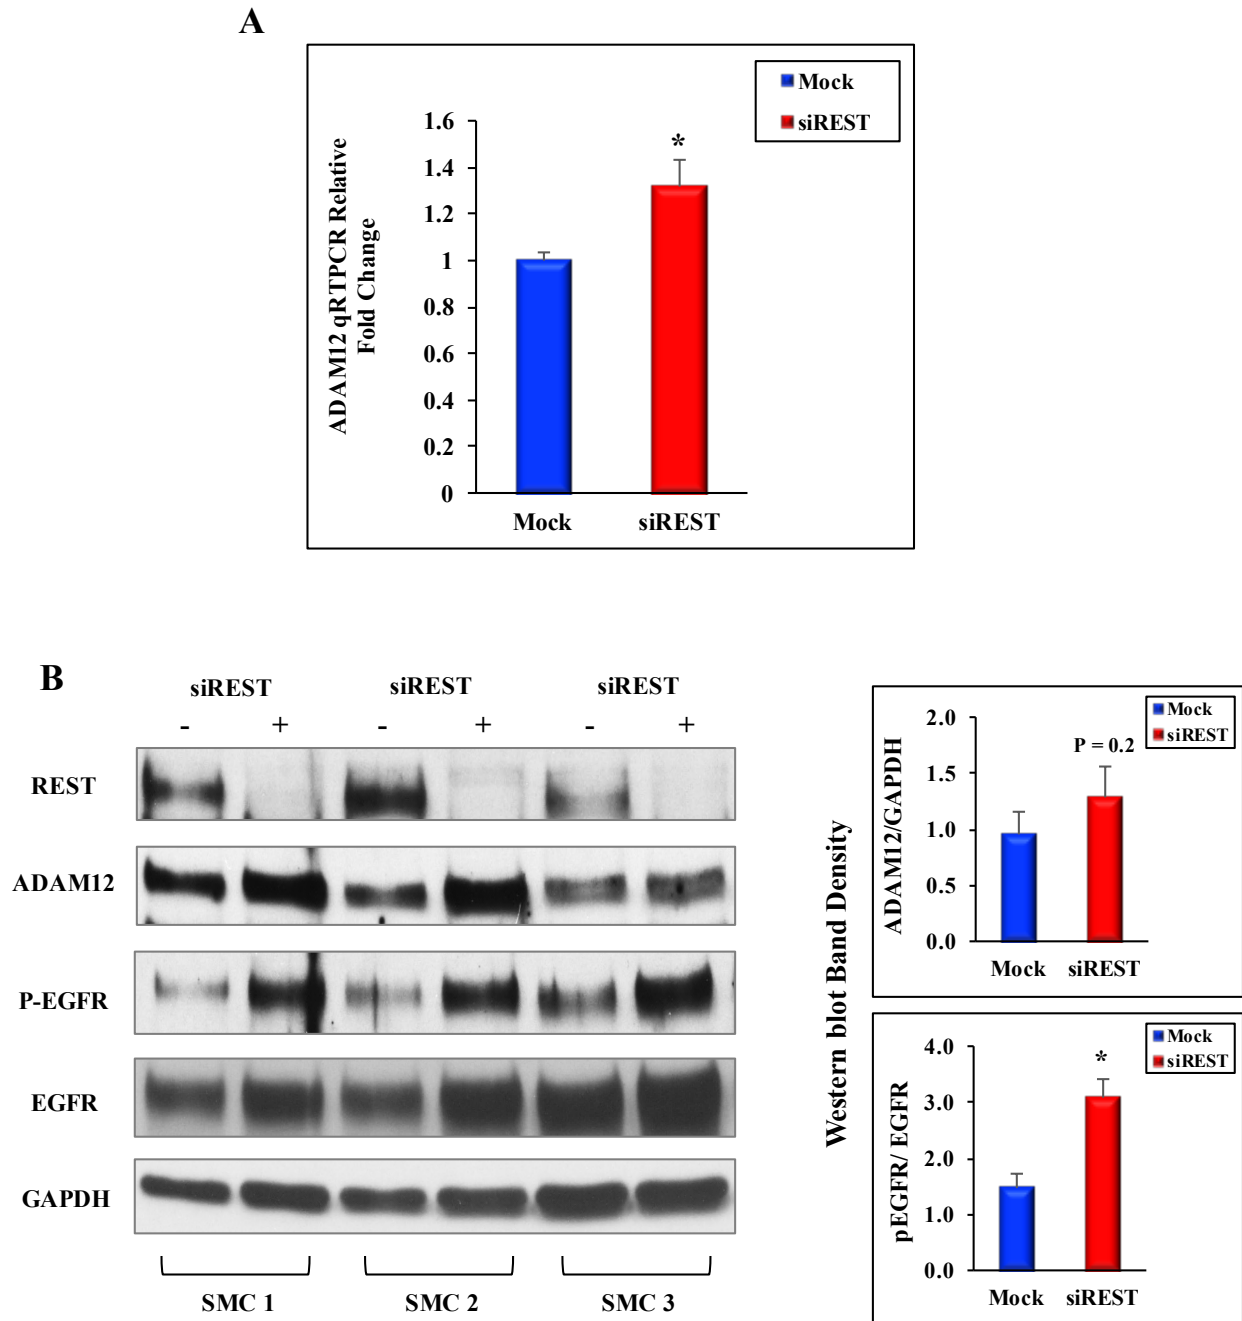 A
Mock
siREST
ADAM12 qRTPCR Relative
Fold Change
1.6
1.4
1.2
1
0.8
0.6
0.4
0.2
0
*
Mock
siREST
B
siREST
siREST
siREST
- + - + - +
REST
ADAM12
P-EGFR
EGFR
GAPDH
SMC 1
SMC 2
SMC 3
Western blot Band Density
Mock
siREST
ADAM12/GAPDH
2.0
1.5
1.0
0.5
0.0
P = 0.2
Mock
siREST
Mock
siREST
pEGFR/ EGFR
4.0
3.0
2.0
1.0
0.0
*
Mock
siREST